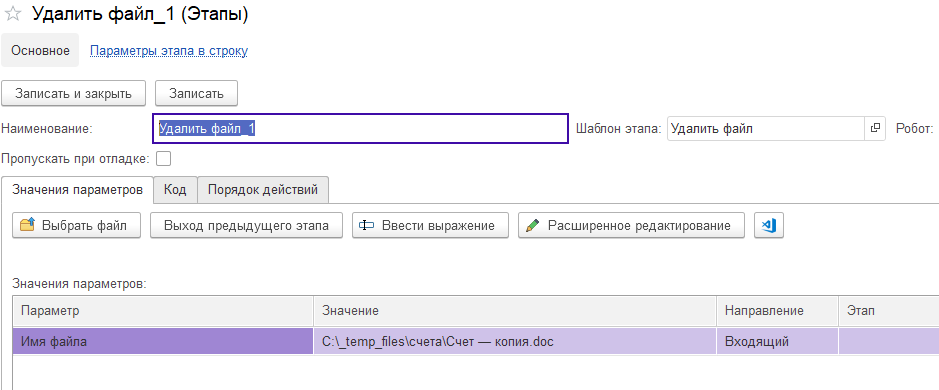 Удалить файл_1 (Этапы)
Основное Параметры этапа в строку
Записать и закрыть Записать
Наименование: Удалить файл_1 Шаблон этапа: Удалить файл Робот:
Пропускать при отладке:
Значения параметров Код Порядок действий
Выбрать файл Выход предыдущего этапа Ввести выражение Расширенное редактирование
Значения параметров:
Параметр Значение Направление Этап
Имя файла C:\_temp_files\счета\Счет — копия.doc Входящий